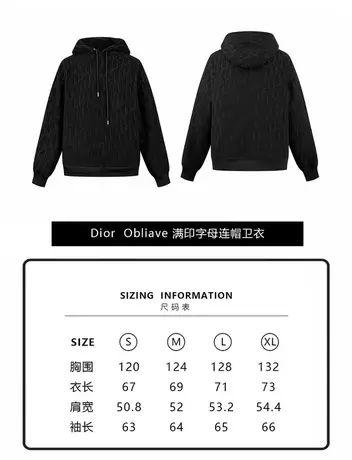 Dior Obliave 满印字母连帽卫衣
SIZING INFORMATION
尺码表
SIZE S M L XL
胸围 120 124 128 132
衣长 67 69 71 73
肩宽 50.8 52 53.2 54.4
袖长 63 64 65 66